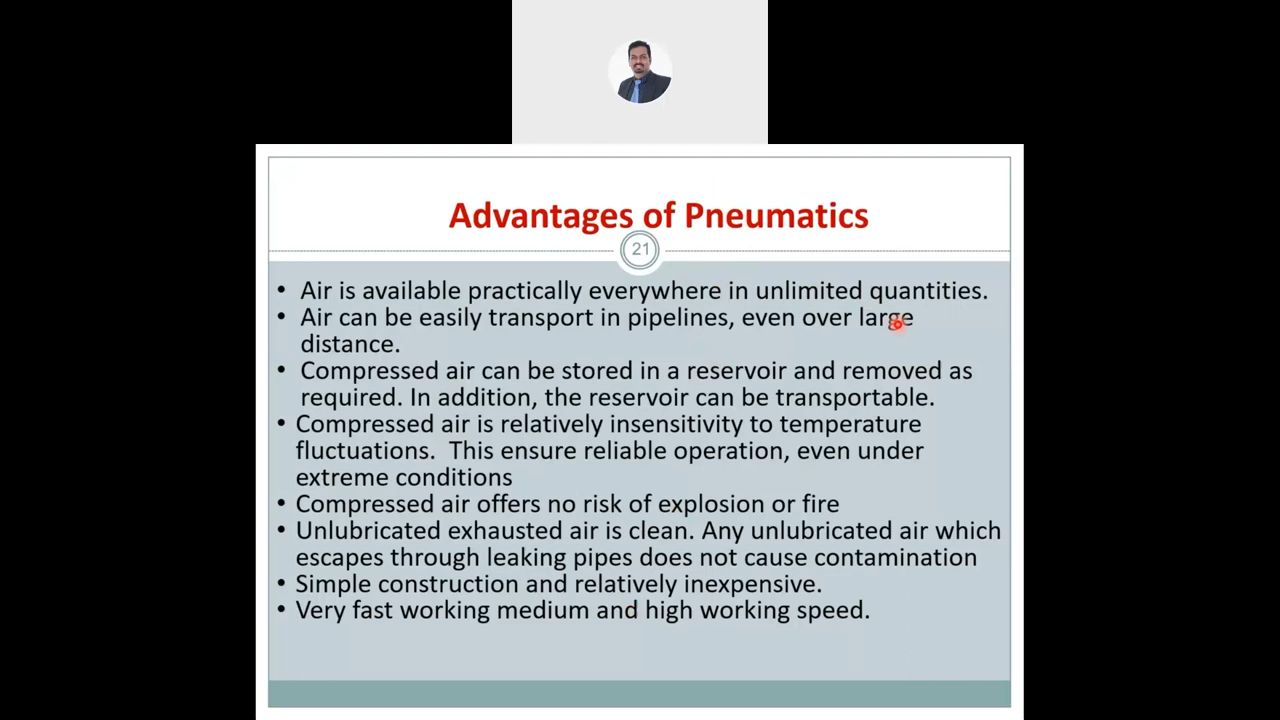 Advantages of Pneumatics
21
• Air is available practically everywhere in unlimited quantities.
• Air can be easily transport in pipelines, even over large
distance.
• Compressed air can be stored in a reservoir and removed as
required. In addition, the reservoir can be transportable.
• Compressed air is relatively insensitivity to temperature
fluctuations.  This ensure reliable operation, even under
extreme conditions
• Compressed air offers no risk of explosion or fire
• Unlubricated exhausted air is clean. Any unlubricated air which
escapes through leaking pipes does not cause contamination
• Simple construction and relatively inexpensive.
• Very fast working medium and high working speed.